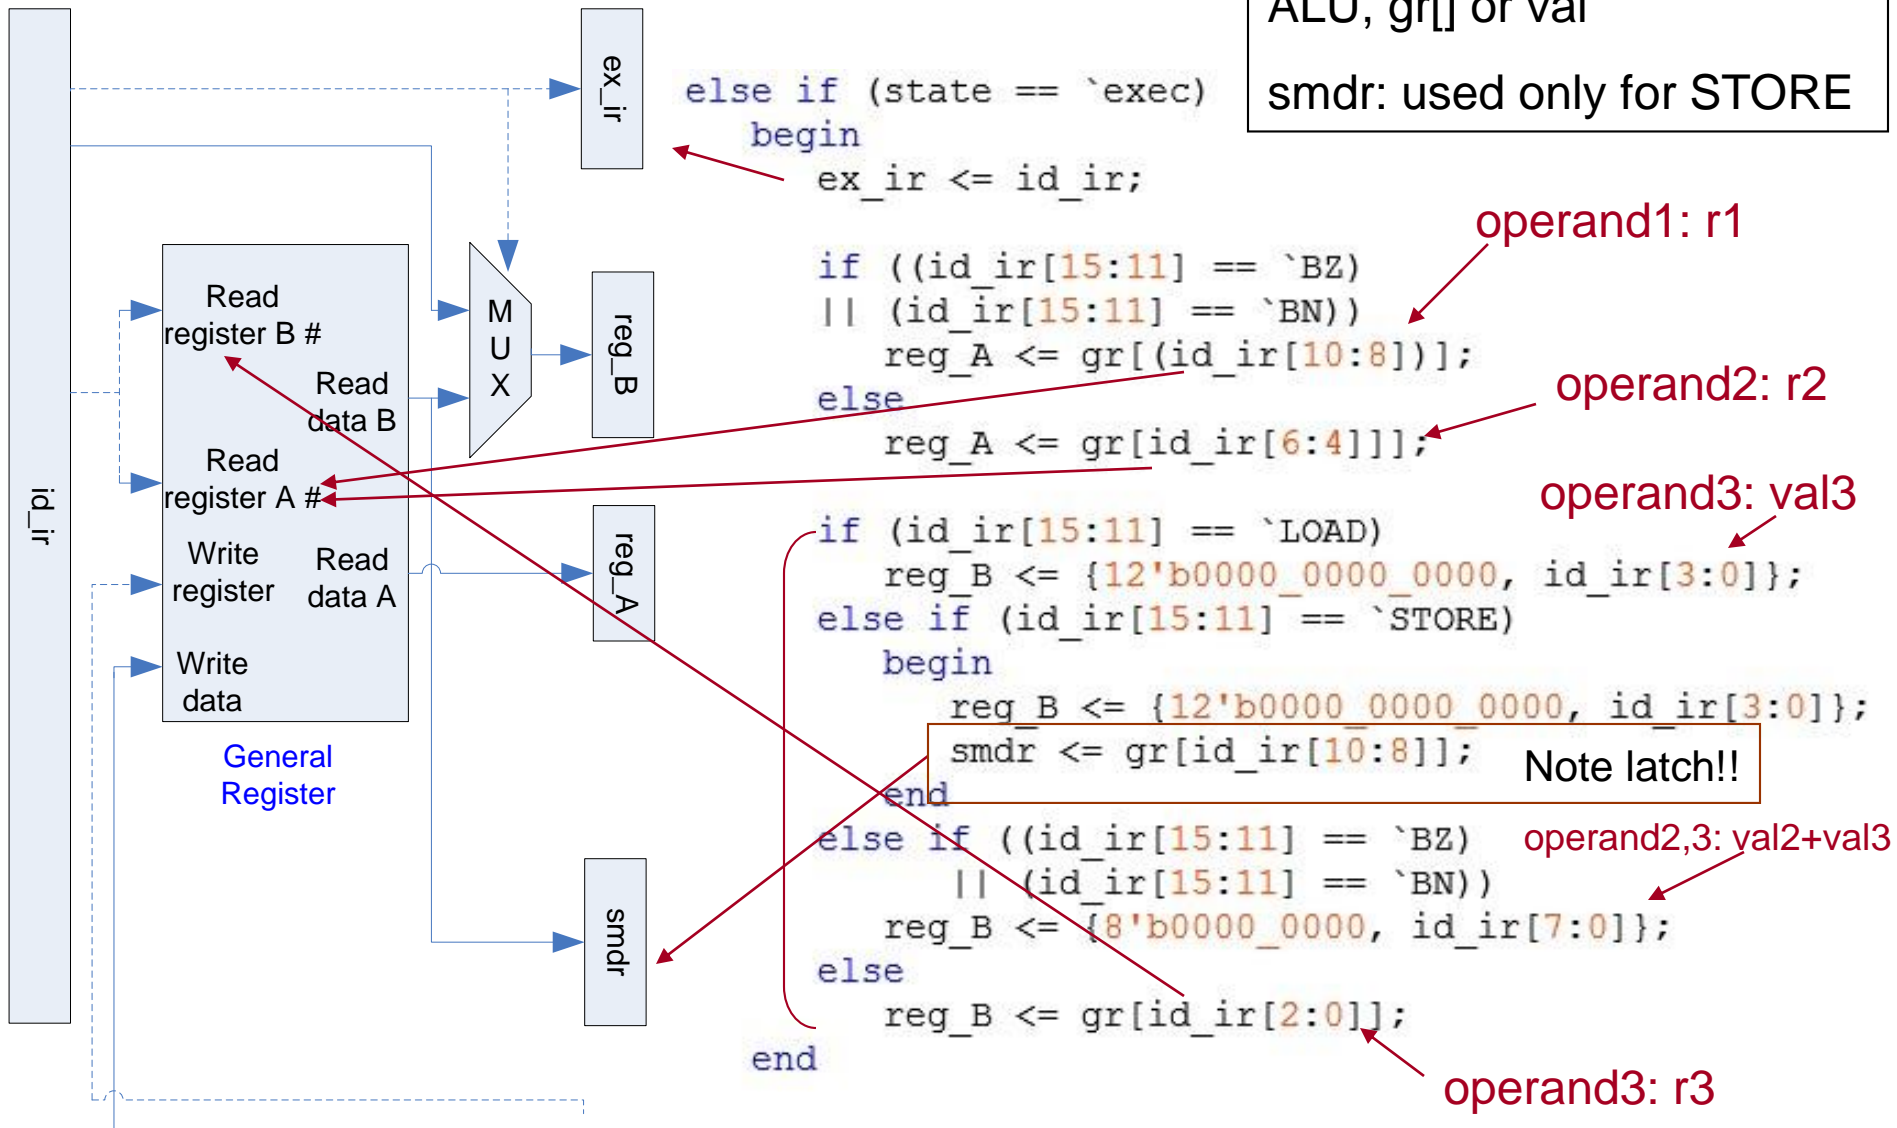 ALU, gr[] or val
smdr: used only for STORE
id_ir
ex_ir
Read
register B #
Read
data B
Read
register A #
Write
register
Read
data A
Write
data
General
Register
M
U
X
reg_B
reg_A
smdr
else if (state == `exec)
begin
ex_ir <= id_ir;
operand1: r1
if ((id_ir[15:11] == `BZ)
|| (id_ir[15:11] == `BN))
reg_A <= gr[(id_ir[10:8])];
operand2: r2
else
reg_A <= gr[id_ir[6:4]]];
operand3: val3
if (id_ir[15:11] == `LOAD)
reg_B <= {12'b0000_0000_0000, id_ir[3:0]};
else if (id_ir[15:11] == `STORE)
begin
reg_B <= {12'b0000_0000_0000, id_ir[3:0]};
smdr <= gr[id_ir[10:8]];
Note latch!!
end
else if ((id_ir[15:11] == `BZ)
operand2,3: val2+val3
|| (id_ir[15:11] == `BN))
reg_B <= {8'b0000_0000, id_ir[7:0]};
else
reg_B <= gr[id_ir[2:0]];
end
operand3: r3